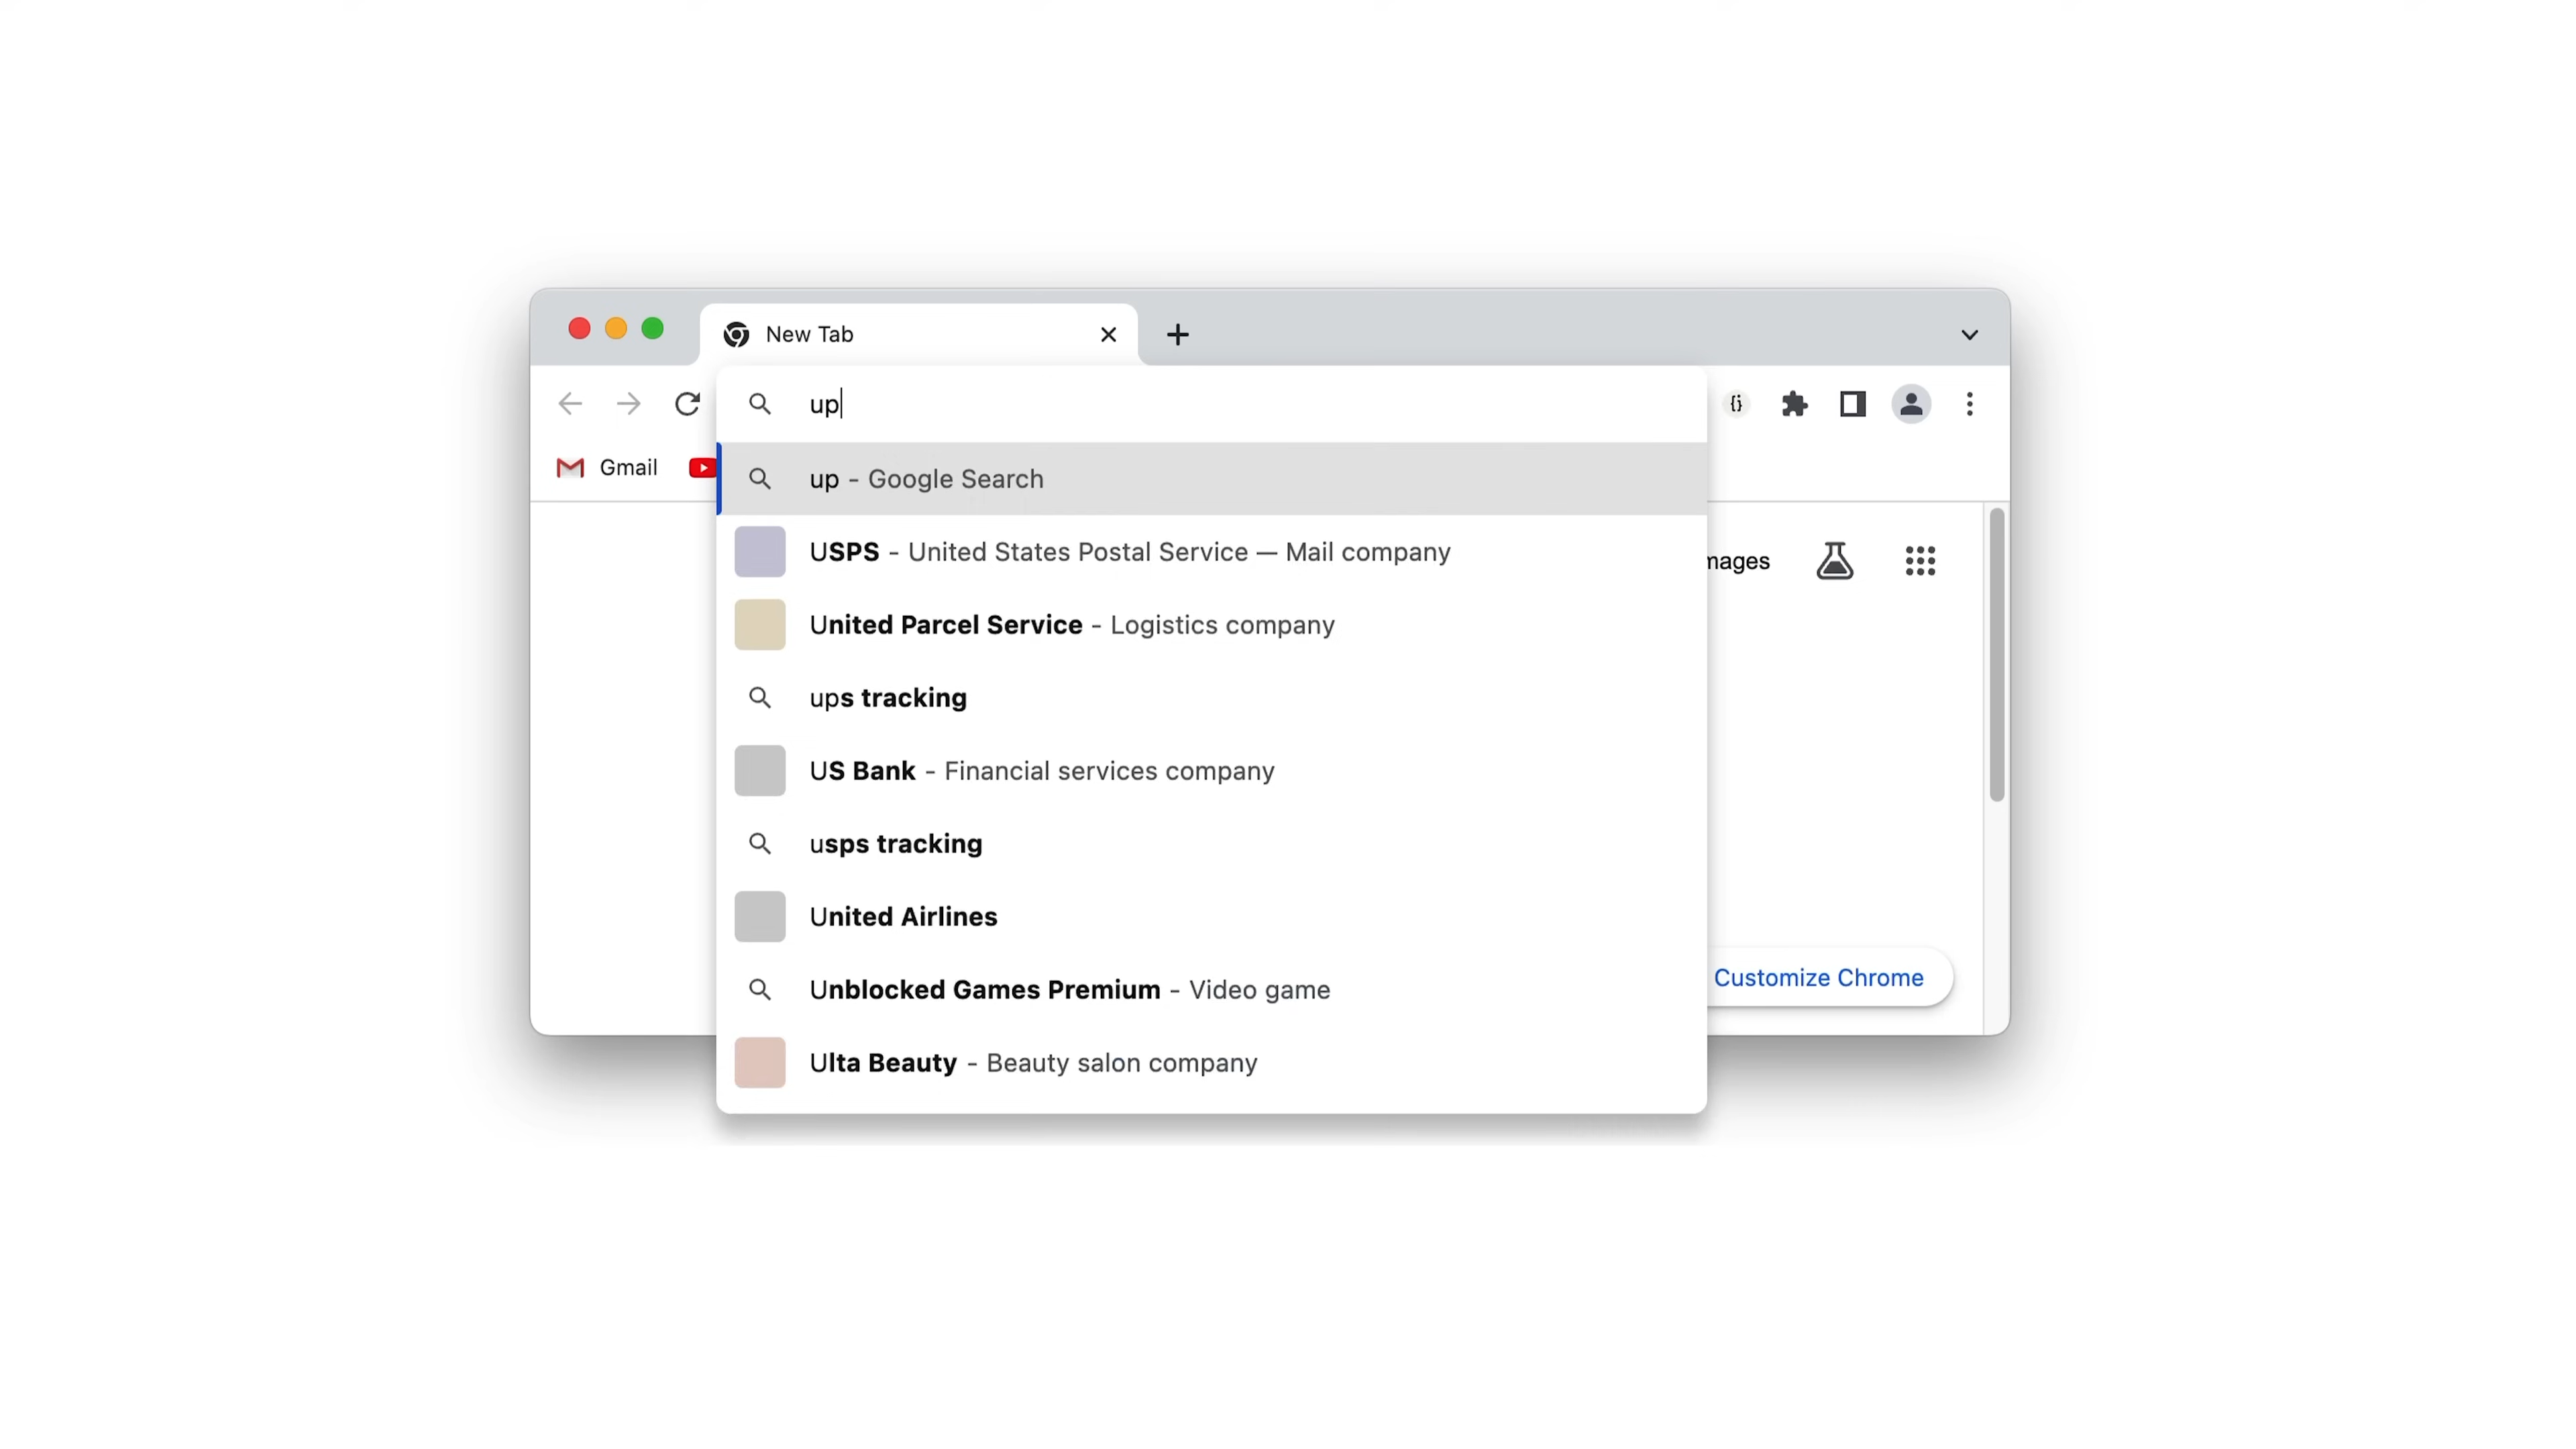 New Tab
up
Gmail
up - Google Search
USPS - United States Postal Service — Mail company
mages
United Parcel Service - Logistics company
ups tracking
US Bank - Financial services company
usps tracking
United Airlines
Unblocked Games Premium - Video game
Customize Chrome
Ulta Beauty - Beauty salon company